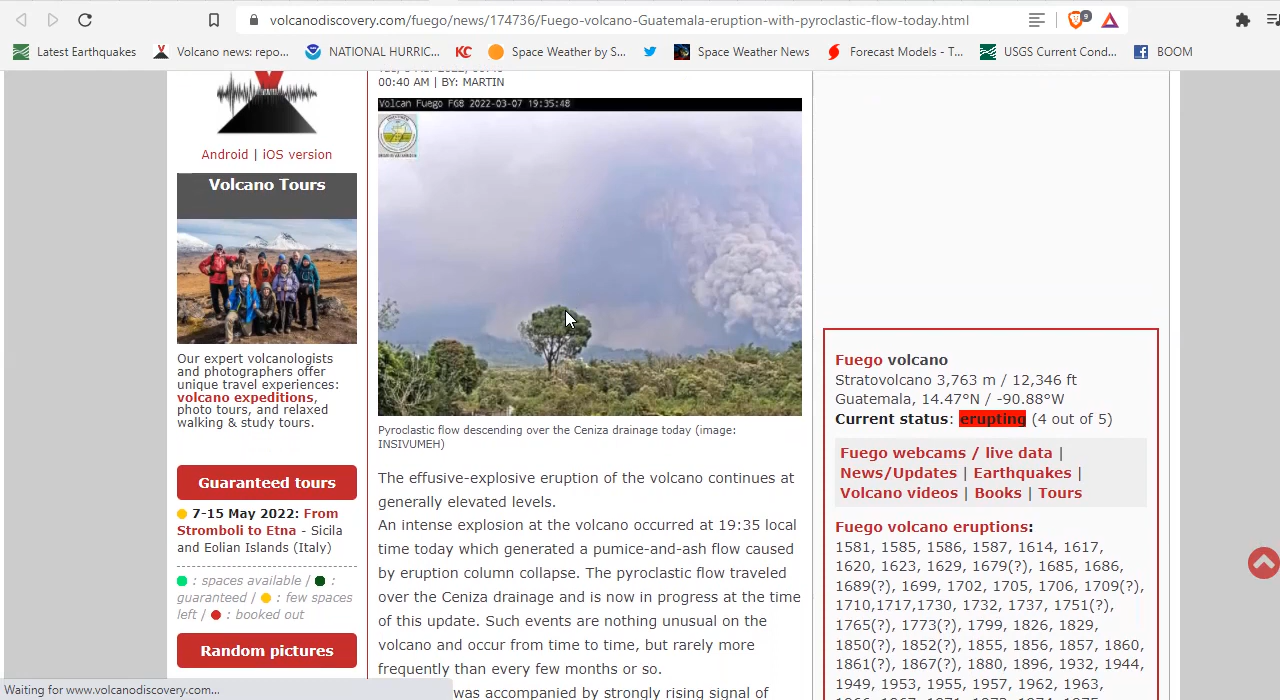 volcanodiscovery.com/fuego/news/174736/Fuego-volcano-Guatemala-eruption-with-pyroclastic-flow-today.html
9
Latest Earthquakes
Volcano news: repo...
NATIONAL HURRIC...
KC
Space Weather by S...
Space Weather News
Forecast Models - T...
USGS Current Cond...
BOOM
Android | iOS version
Volcano Tours
Our expert volcanologists
and photographers offer
unique travel experiences:
volcano expeditions,
photo tours, and relaxed
walking & study tours.
Guaranteed tours
7-15 May 2022: From
Stromboli to Etna - Sicilia
and Eolian Islands (Italy)
: spaces available / :
guaranteed / : few spaces
left / : booked out
Random pictures
00:40 AM | BY: MARTIN
Volcan Fuego FG8 2022-03-07 19:35:48
Pyroclastic flow descending over the Ceniza drainage today (image:
INSIVUMEH)
The effusive-explosive eruption of the volcano continues at
generally elevated levels.
An intense explosion at the volcano occurred at 19:35 local
time today which generated a pumice-and-ash flow caused
by eruption column collapse. The pyroclastic flow traveled
over the Ceniza drainage and is now in progress at the time
of this update. Such events are nothing unusual on the
volcano and occur from time to time, but rarely more
frequently than every few months or so.
was accompanied by strongly rising signal of
Fuego volcano
Stratovolcano 3,763 m / 12,346 ft
Guatemala, 14.47°N / -90.88°W
Current status: erupting (4 out of 5)
Fuego webcams / live data |
News/Updates | Earthquakes |
Volcano videos | Books | Tours
Fuego volcano eruptions:
1581, 1585, 1586, 1587, 1614, 1617,
1620, 1623, 1629, 1679(?), 1685, 1686,
1689(?), 1699, 1702, 1705, 1706, 1709(?),
1710,1717,1730, 1732, 1737, 1751(?),
1765(?), 1773(?), 1799, 1826, 1829,
1850(?), 1852(?), 1855, 1856, 1857, 1860,
1861(?), 1867(?), 1880, 1896, 1932, 1944,
1949, 1953, 1955, 1957, 1962, 1963,
Waiting for www.volcanodiscovery.com...